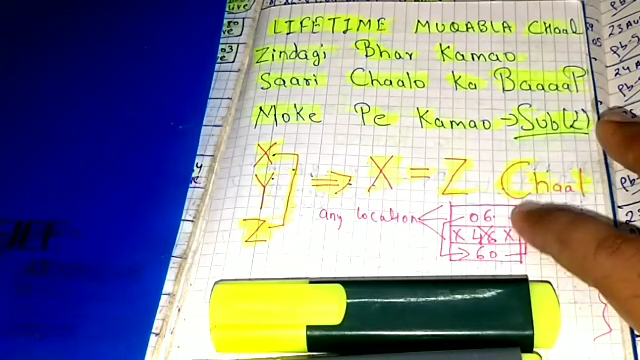 LIFETIME MUQABLA CHaal
Zindagi Bhar Kamao
Saari Chaalo Ka BaaaaP
Moke Pe Kamao → Sub(2)
X
Y
Z
⇒ X = Z Chaal
any location
06
X 46 X
60